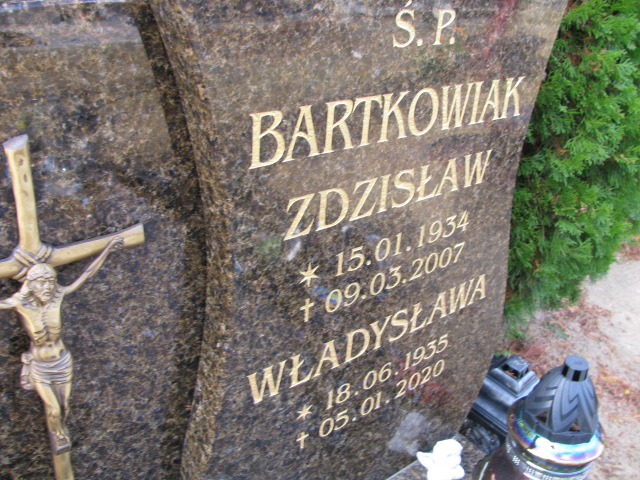 Ś. P.
BARTKOWIAK
ZDZISŁAW
* 15.01.1934
† 09.03.2007
WŁADYSŁAWA
* 18.06.1935
† 05.01.2020